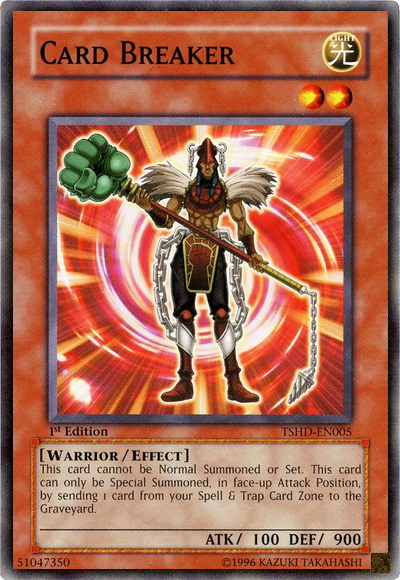 CARD BREAKER
LIGHT
光
1st Edition
TSHD-EN005
[WARRIOR / EFFECT]
This card cannot be Normal Summoned or Set. This card
can only be Special Summoned, in face-up Attack Position,
by sending 1 card from your Spell & Trap Card Zone to the
Graveyard.
ATK / 100 DEF / 900
51047350
©1996 KAZUKI TAKAHASHI